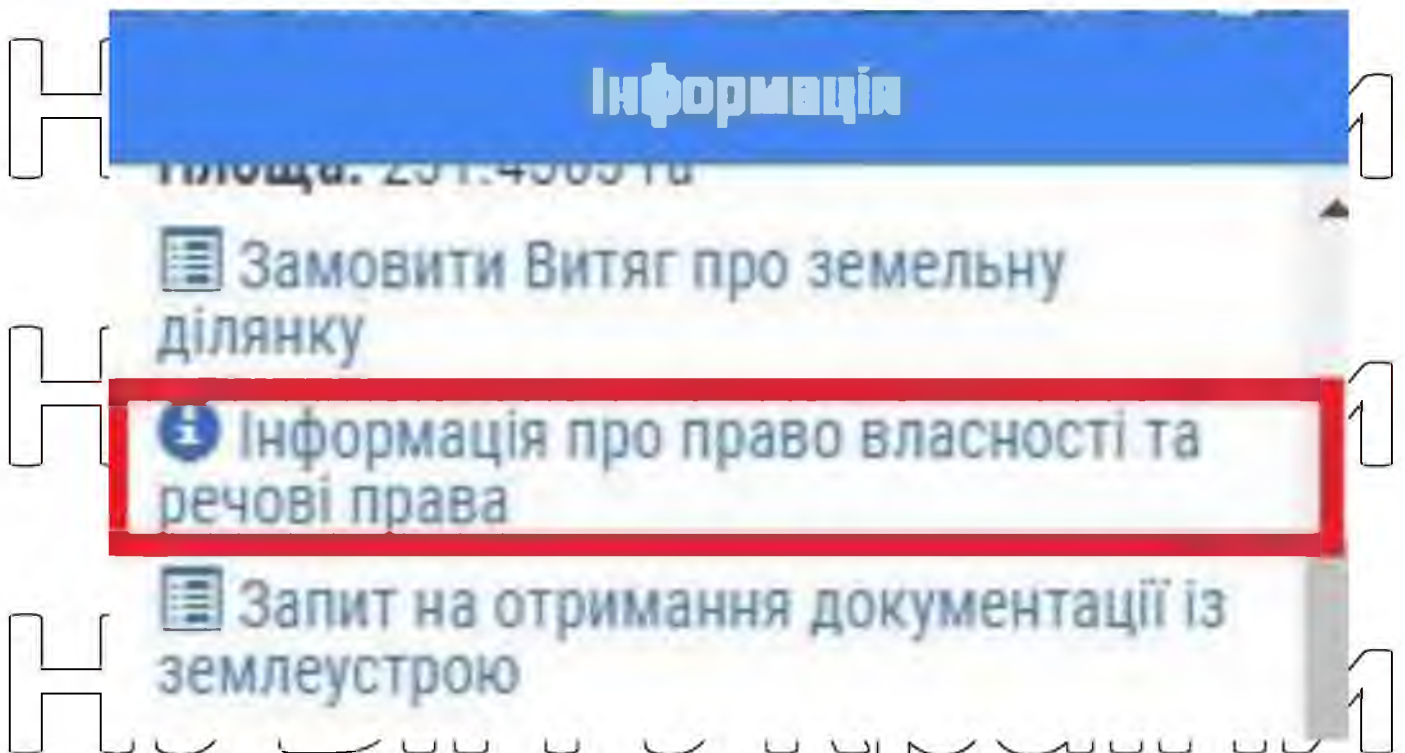 Інформація
Площа:
Замовити Витяг про земельну
ділянку
Інформація про право власності та
речові права
Запит на отримання документації із
землеустрою